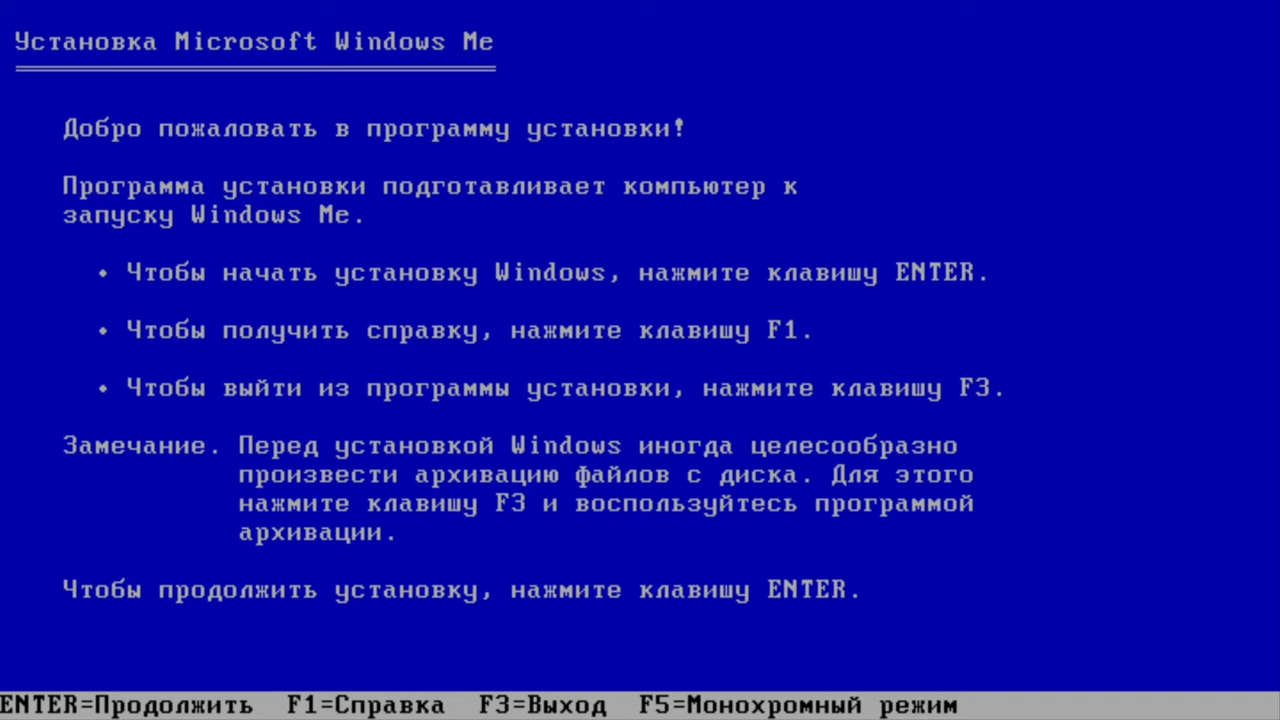 Установка Microsoft Windows Me
Добро пожаловать в программу установки!
Программа установки подготавливает компьютер к
запуску Windows Me.
• Чтобы начать установку Windows, нажмите клавишу ENTER.
• Чтобы получить справку, нажмите клавишу F1.
• Чтобы выйти из программы установки, нажмите клавишу F3.
Замечание. Перед установкой Windows иногда целесообразно
произвести архивацию файлов с диска. Для этого
нажмите клавишу F3 и воспользуйтесь программой
архивации.
Чтобы продолжить установку, нажмите клавишу ENTER.
ENTER=Продолжить F1=Справка F3=Выход F5=Монохромный режим